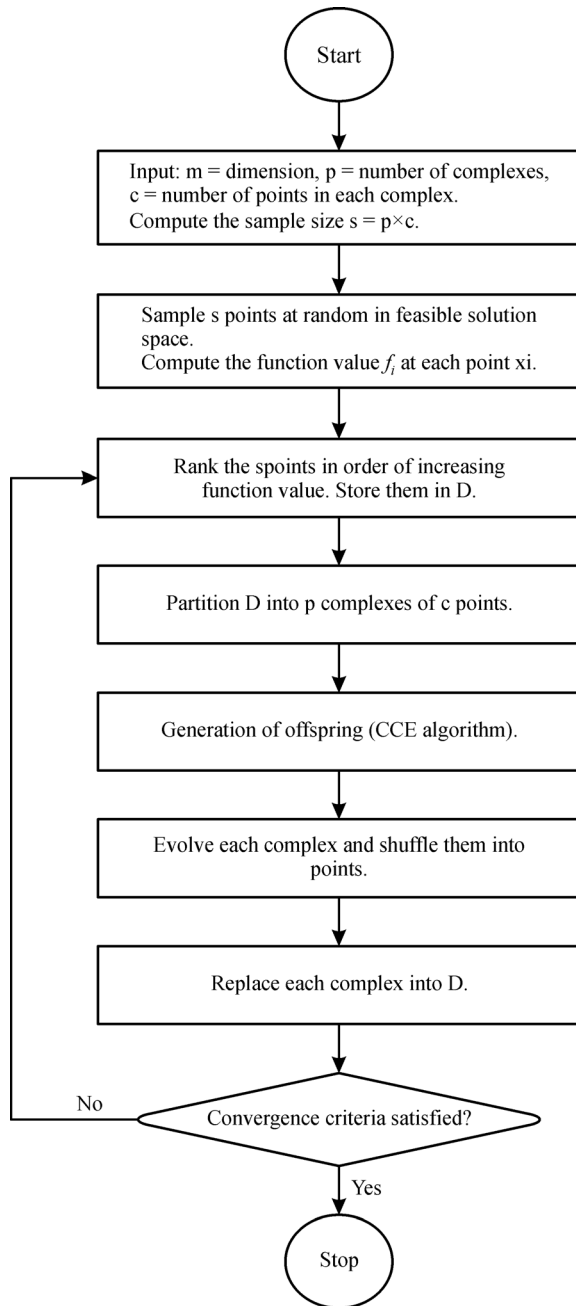 Start
Input: m = dimension, p = number of complexes,
c = number of points in each complex.
Compute the sample size s = p×c.
Sample s points at random in feasible solution
space.
Compute the function value fi at each point xi.
Rank the spoints in order of increasing
function value. Store them in D.
Partition D into p complexes of c points.
Generation of offspring (CCE algorithm).
Evolve each complex and shuffle them into
points.
Replace each complex into D.
Convergence criteria satisfied?
No
Yes
Stop